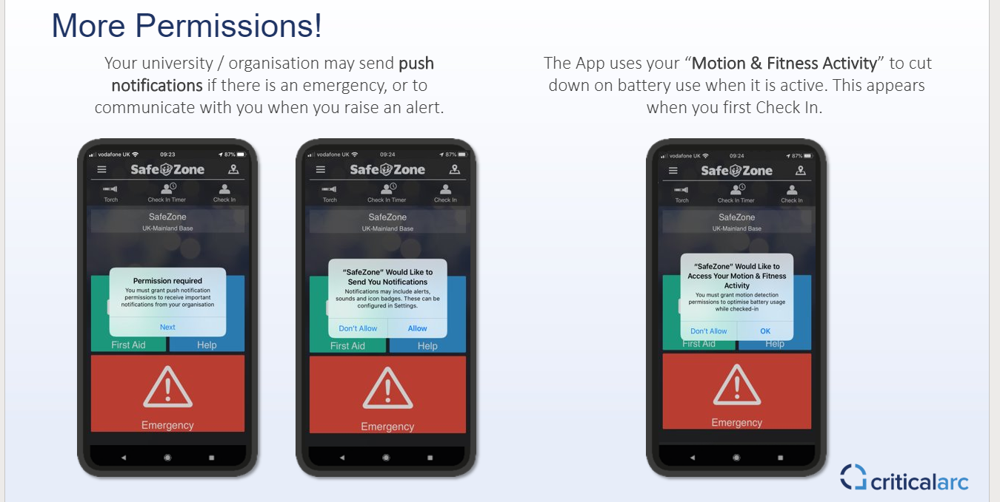 More Permissions!
Your university / organisation may send push
notifications if there is an emergency, or to
communicate with you when you raise an alert.
The App uses your “Motion & Fitness Activity” to cut
down on battery use when it is active. This appears
when you first Check In.
vodafone UK 09:23 87%
SafeZone
Torch Check In Timer Check In
SafeZone
UK-Mainland Base
Permission required
You must grant push notification
permissions to receive important
notifications from your organisation
Next
First Aid Help
Emergency
vodafone UK 09:24 87%
SafeZone
Torch Check In Timer Check In
SafeZone
UK-Mainland Base
“SafeZone” Would Like to
Send You Notifications
Notifications may include alerts,
sounds and icon badges. These can be
configured in Settings.
Don’t Allow Allow
First Aid Help
Emergency
vodafone UK 09:24 87%
SafeZone
Torch Check In Timer Check In
SafeZone
UK-Mainland Base
“SafeZone” Would Like to
Access Your Motion & Fitness
Activity
You must grant motion detection
permissions to optimise battery usage
while checked-in
Don’t Allow OK
First Aid Help
Emergency
criticalarc